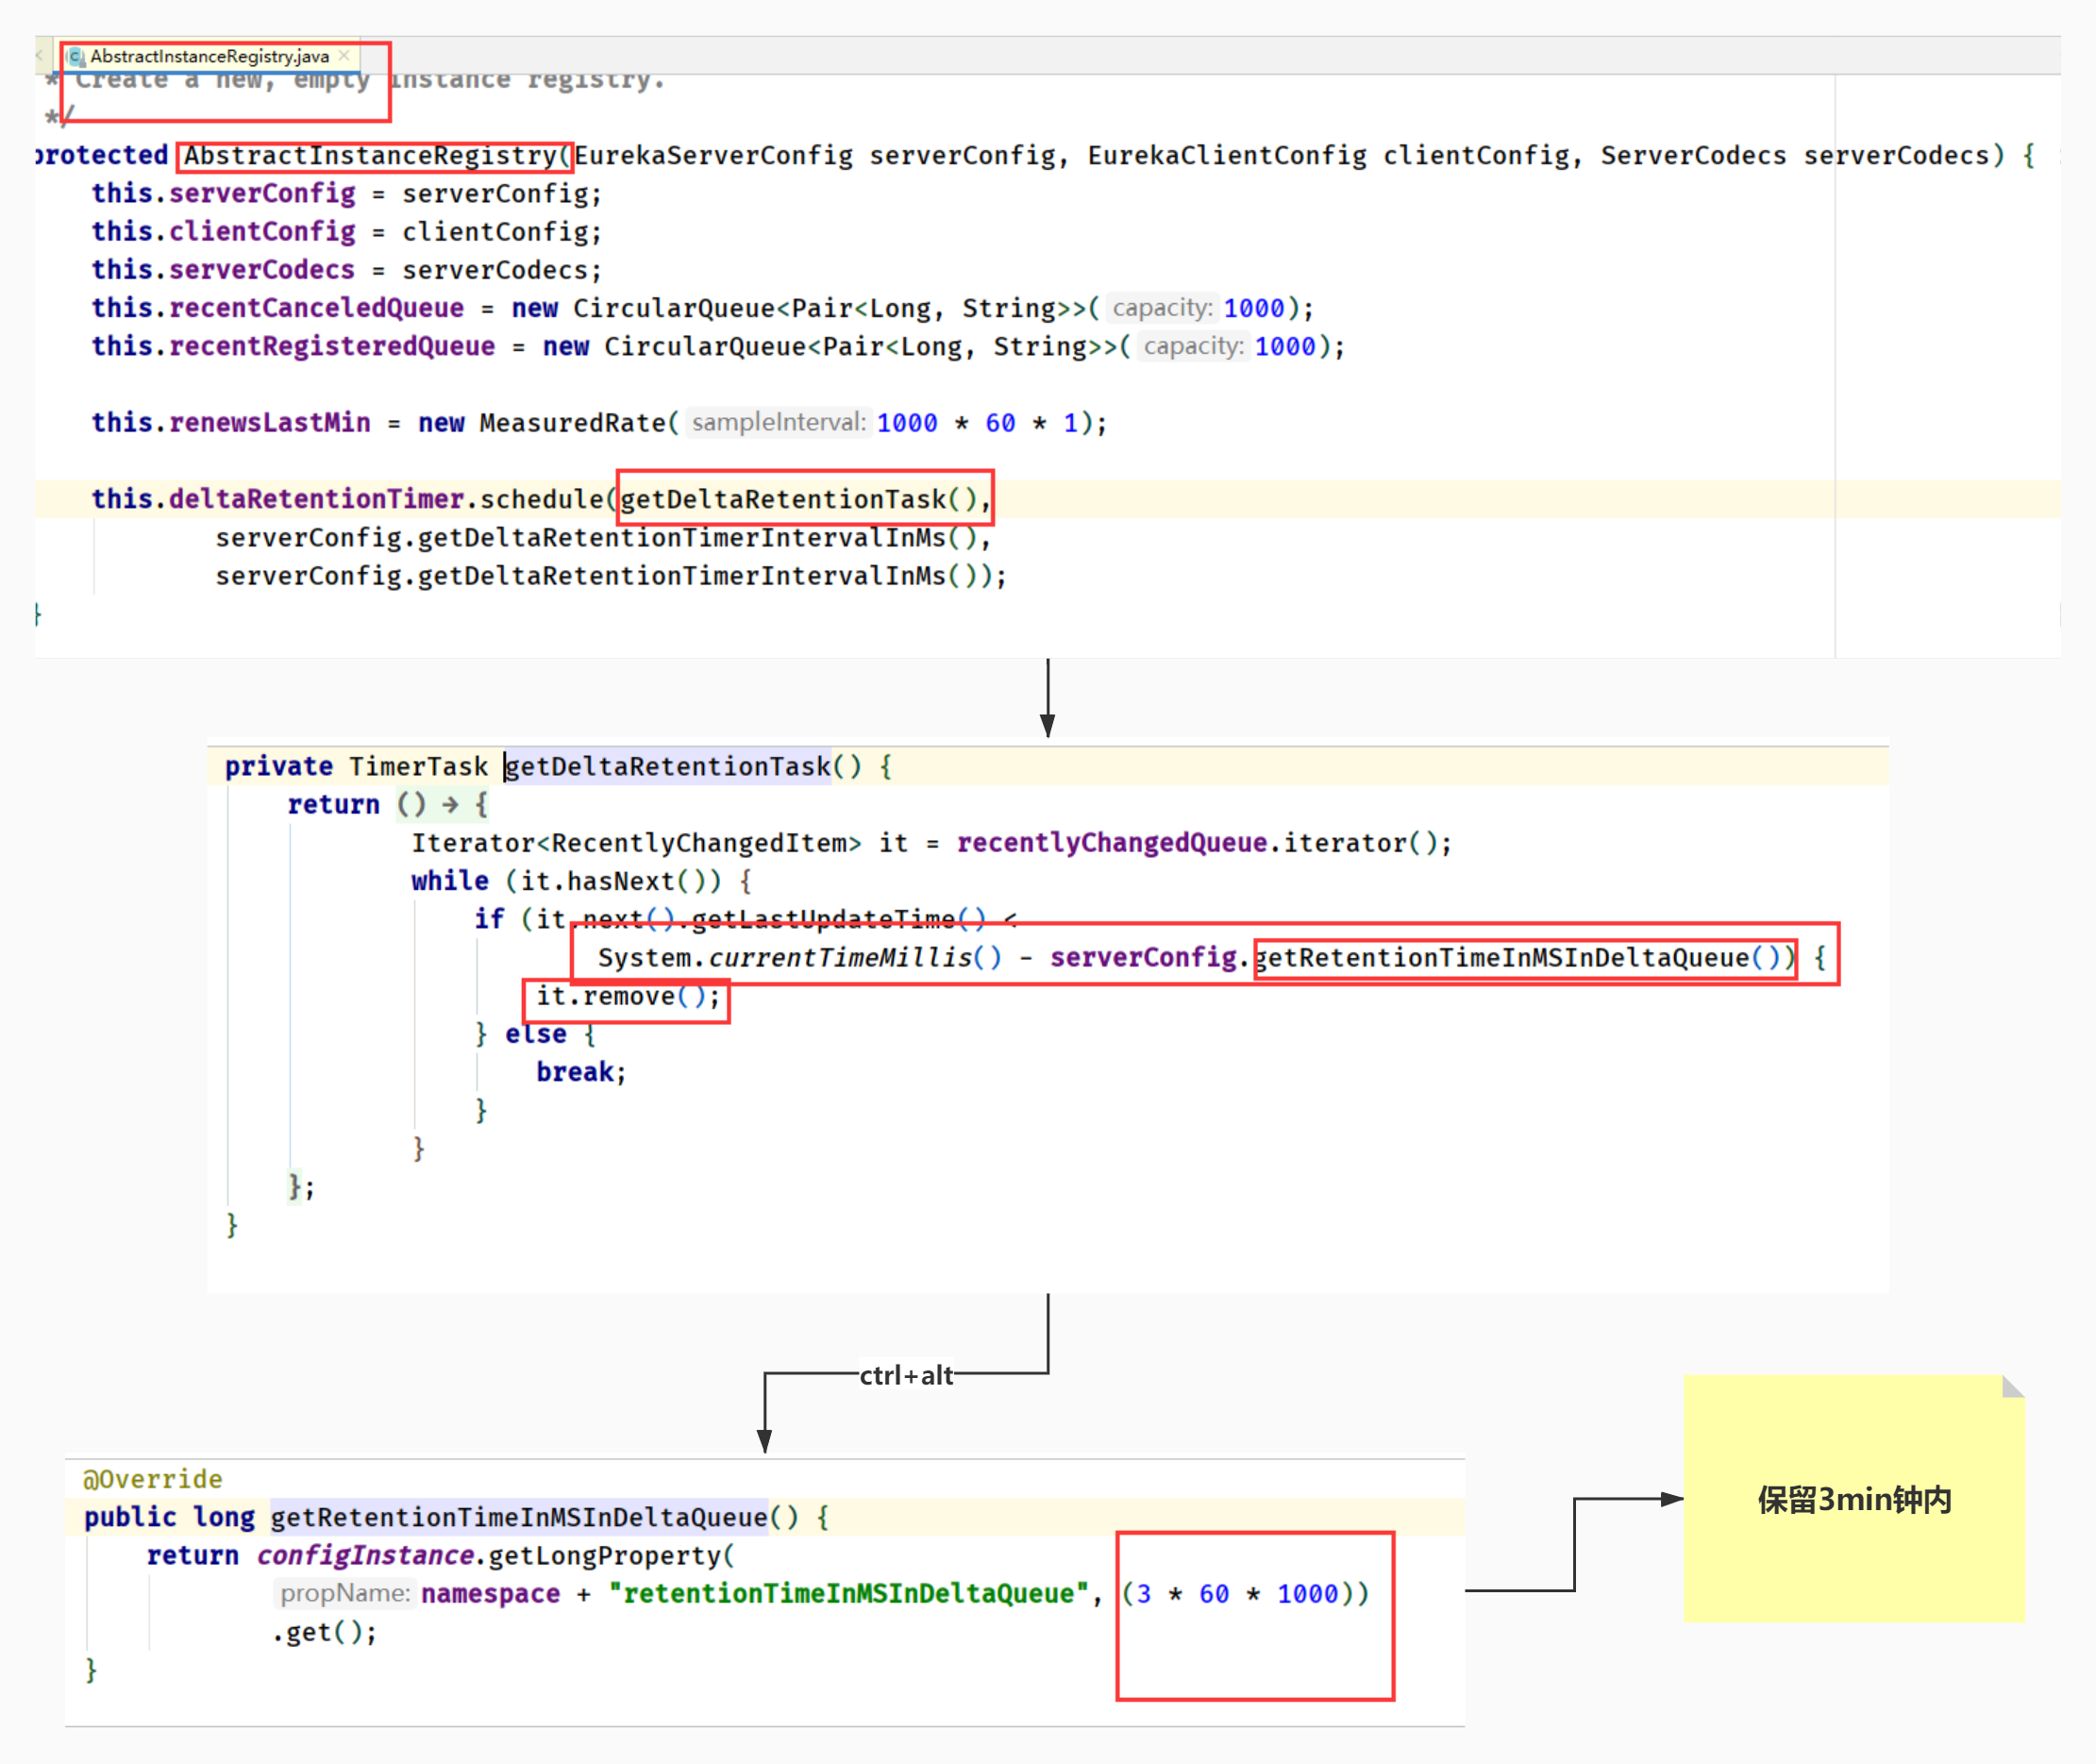 AbstractInstanceRegistry.java
* Create a new, empty instance registry.
*/
protected AbstractInstanceRegistry(EurekaServerConfig serverConfig, EurekaClientConfig clientConfig, ServerCodecs serverCodecs) {
this.serverConfig = serverConfig;
this.clientConfig = clientConfig;
this.serverCodecs = serverCodecs;
this.recentCanceledQueue = new CircularQueue<Pair<Long, String>>( capacity: 1000);
this.recentRegisteredQueue = new CircularQueue<Pair<Long, String>>( capacity: 1000);
this.renewsLastMin = new MeasuredRate( sampleInterval: 1000 * 60 * 1);
this.deltaRetentionTimer.schedule(getDeltaRetentionTask(),
serverConfig.getDeltaRetentionTimerIntervalInMs(),
serverConfig.getDeltaRetentionTimerIntervalInMs());
}
private TimerTask getDeltaRetentionTask() {
return () → {
Iterator<RecentlyChangedItem> it = recentlyChangedQueue.iterator();
while (it.hasNext()) {
if (it.next().getLastUpdateTime() <
System.currentTimeMillis() - serverConfig.getRetentionTimeInMSInDeltaQueue()) {
it.remove();
} else {
break;
}
}
};
}
ctrl+alt
@Override
public long getRetentionTimeInMSInDeltaQueue() {
return configInstance.getLongProperty(
propName: namespace + "retentionTimeInMSInDeltaQueue", (3 * 60 * 1000))
.get();
}
保留3min钟内